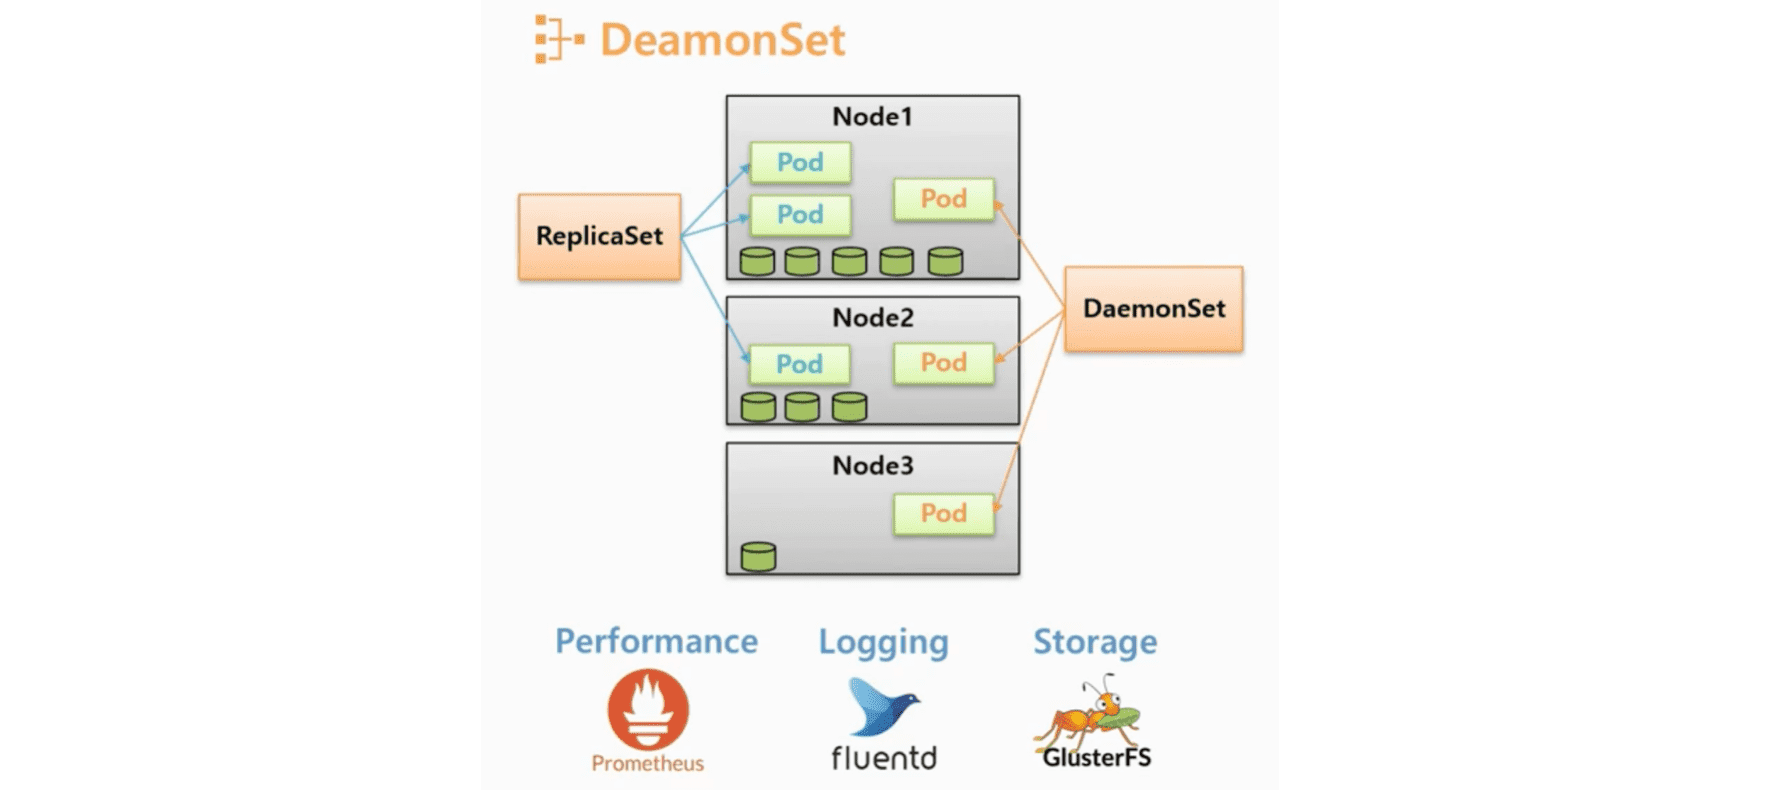 DeamonSet
Node1
Pod
Pod
Pod
ReplicaSet
Node2
Pod
Pod
DaemonSet
Node3
Pod
Performance
Logging
Storage
Prometheus
fluentd
GlusterFS